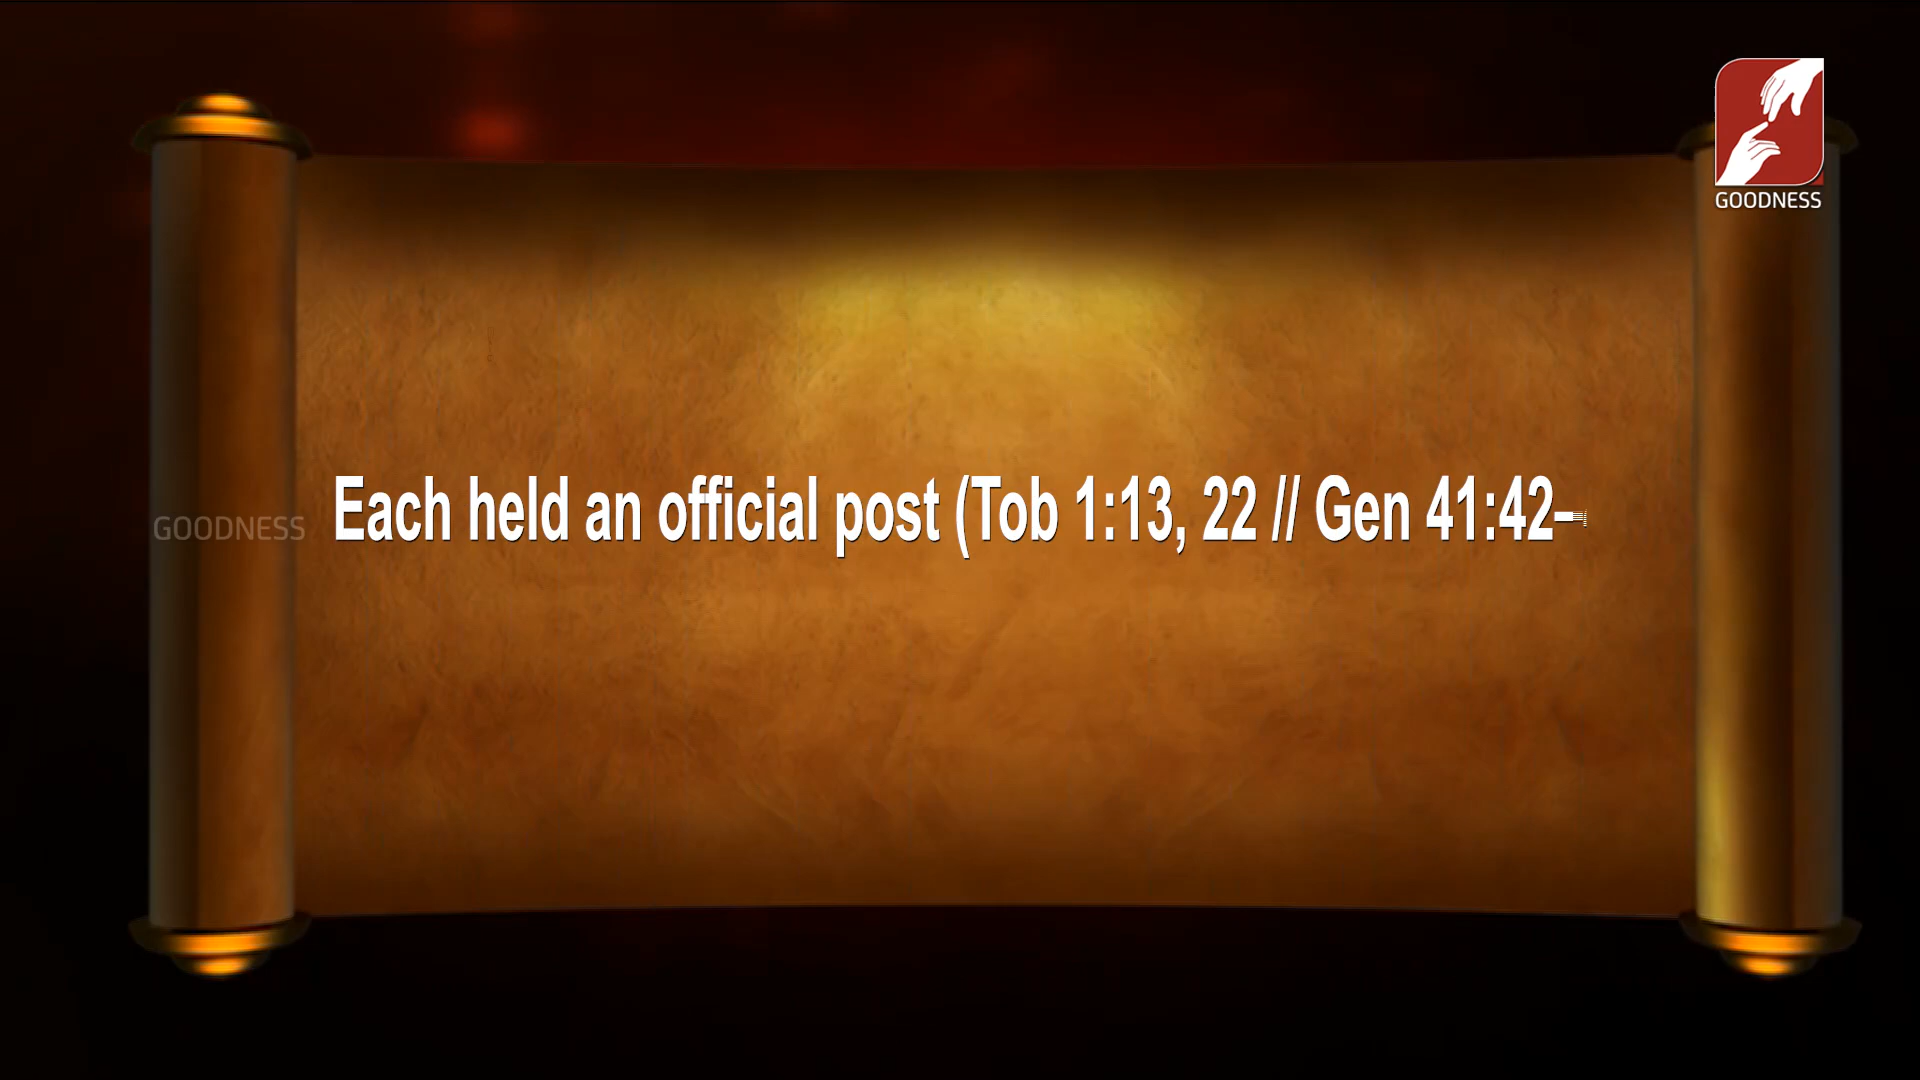 GOODNESS
GOODNESS
Each held an official post (Tob 1:13, 22 // Gen 41:42–